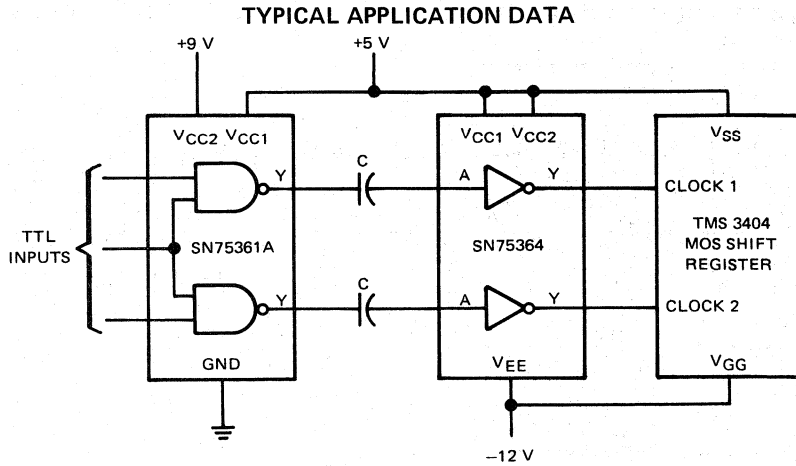 TYPICAL APPLICATION DATA
+9 V
+5 V
VCC2 VCC1
VCC1 VCC2
VSS
Y
C
A
Y
CLOCK 1
TTL
INPUTS
SN75361A
SN75364
TMS 3404
MOS SHIFT
REGISTER
Y
C
A
Y
CLOCK 2
GND
VEE
VGG
−12 V